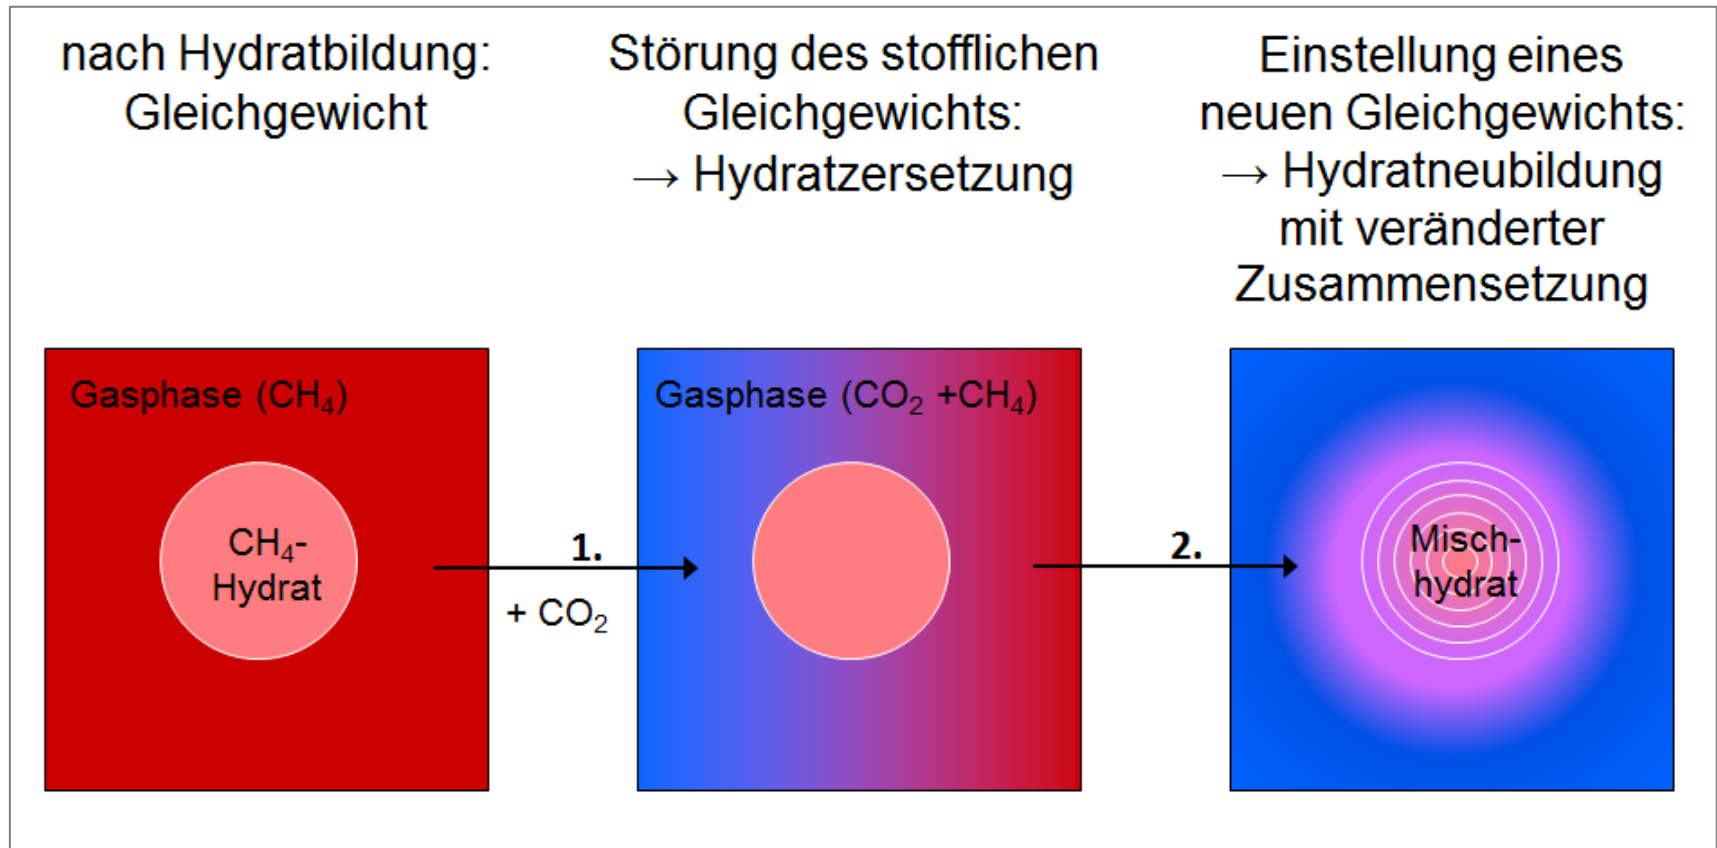 nach Hydratbildung:
Gleichgewicht
Störung des stofflichen
Gleichgewichts:
→ Hydratzersetzung
Einstellung eines
neuen Gleichgewichts:
→ Hydratneubildung
mit veränderter
Zusammensetzung
Gasphase (CH₄)
CH₄-
Hydrat
1.
+ CO₂
Gasphase (CO₂ +CH₄)
2.
Misch-
hydrat